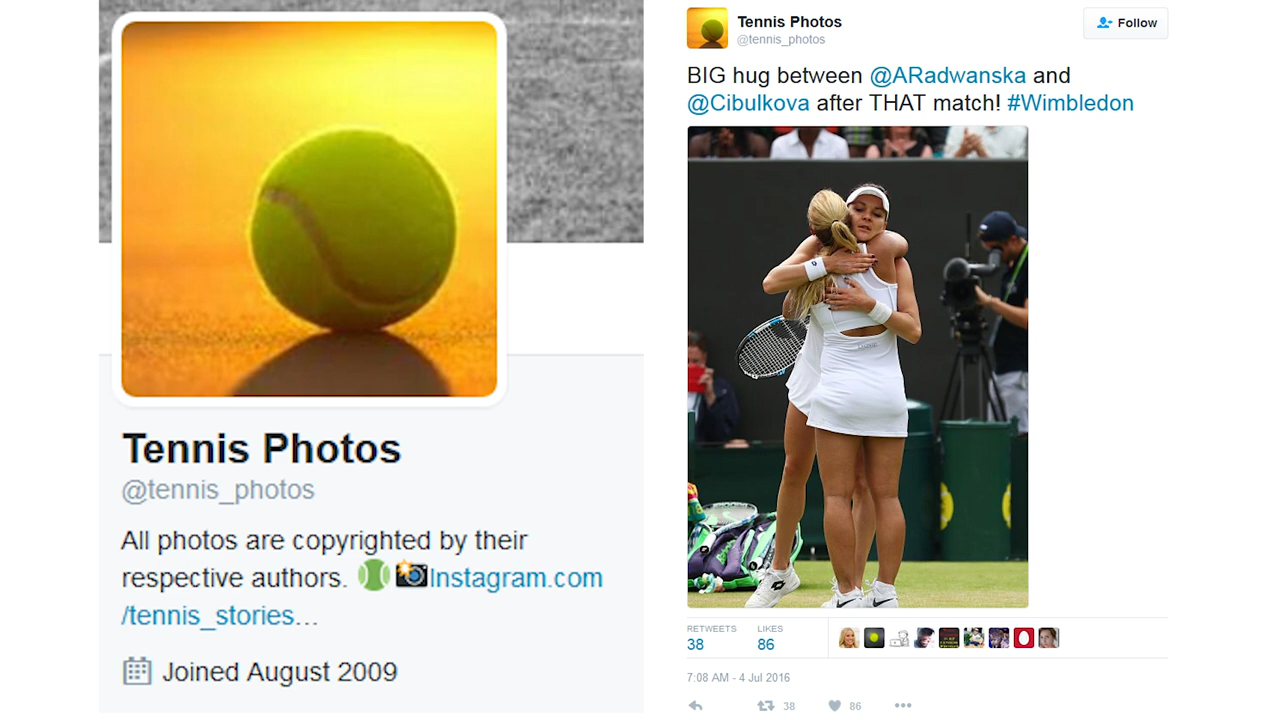 Tennis Photos
@tennis_photos
All photos are copyrighted by their
respective authors. Instagram.com
/tennis_stories...
Joined August 2009
Tennis Photos
@tennis_photos
Follow
BIG hug between @ARadwanska and
@Cibulkova after THAT match! #Wimbledon
RETWEETS LIKES
38 86
7:08 AM - 4 Jul 2016
38 86